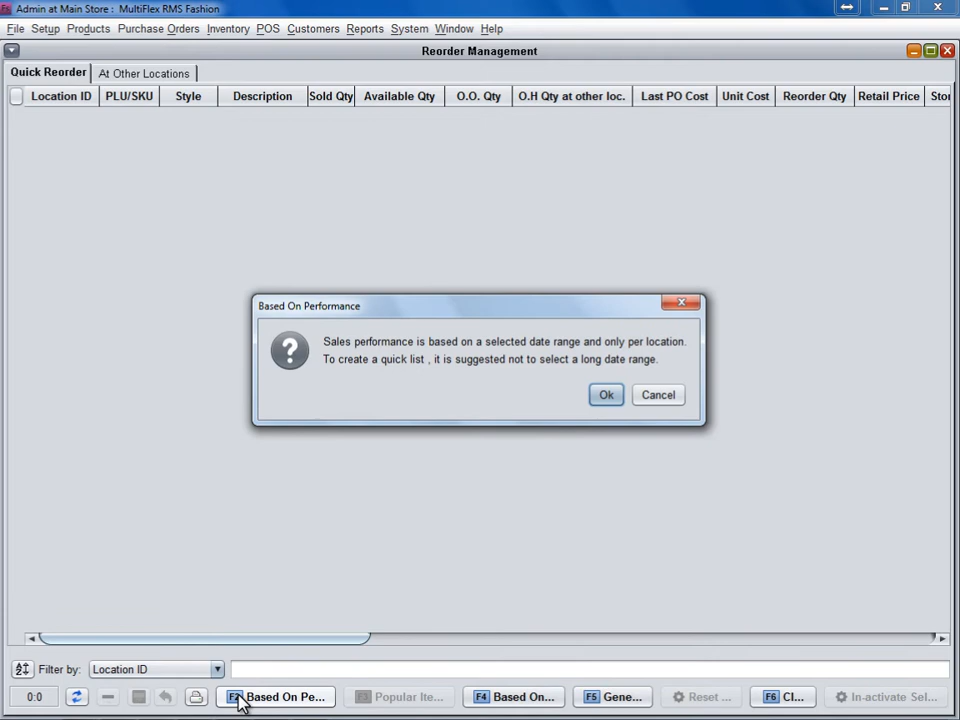 Admin at Main Store : MultiFlex RMS Fashion
File Setup Products Purchase Orders Inventory POS Customers Reports System Window Help
Reorder Management
Quick Reorder At Other Locations
Location ID PLU/SKU Style Description Sold Qty Available Qty O.O. Qty O.H Qty at other loc. Last PO Cost Unit Cost Reorder Qty Retail Price Stor
Based On Performance
?
Sales performance is based on a selected date range and only per location.
To create a quick list , it is suggested not to select a long date range.
Ok Cancel
Filter by: Location ID
0:0 F2 Based On Pe... F3 Popular Ite... F4 Based On... F5 Gene... Reset ... F6 Cl... In-activate Sel...